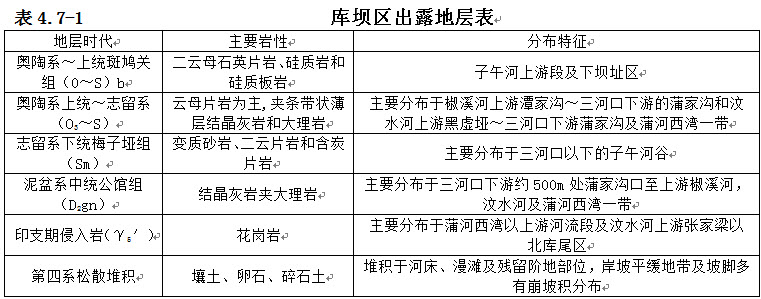 表 4.7-1 库坝区出露地层表
地层时代 主要岩性 分布特征
奥陶系～上统斑鸠关 二云母石英片岩、硅质岩和
组（O～S）b 硅质板岩 子午河上游段及下坝址区
奥陶系上统～志留系 云母片岩为主,夹条带状薄 主要分布于椒溪河上游潭家沟～三河口下游的蒲家沟和汶
（O₃～S） 层结晶灰岩和大理岩 水河上游黑虚垭～三河口下游蒲家沟及蒲河西湾一带
志留系下统梅子垭组 变质砂岩、二云片岩和含炭
（Sm） 片岩 主要分布于三河口以下的子午河谷
泥盆系中统公馆组 主要分布于三河口下游约500m 处蒲家沟口至上游椒溪河，
（D₂gn） 结晶灰岩夹大理岩 汶水河及蒲河西湾一带
印支期侵入岩(γ₅′) 花岗岩 主要分布于蒲河西湾以上游河流段及汶水河上游张家梁以
北库尾区
第四系松散堆积 壤土、卵石、碎石土 堆积于河床、漫滩及残留阶地部位，岸坡平缓地带及坡脚多
有崩坡积分布